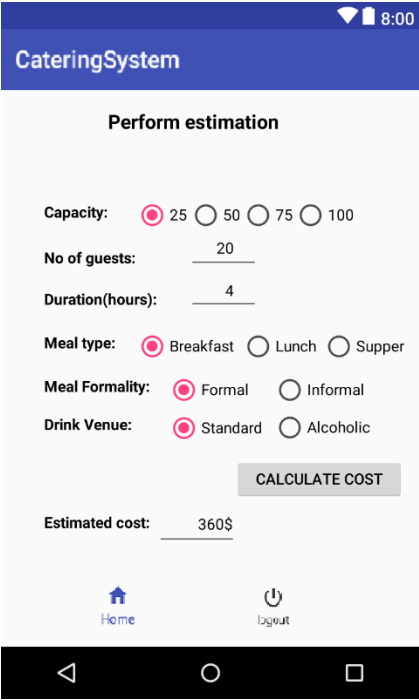 8:00
CateringSystem
Perform estimation
Capacity: 25 50 75 100
No of guests: 20
Duration(hours): 4
Meal type: Breakfast Lunch Supper
Meal Formality: Formal Informal
Drink Venue: Standard Alcoholic
CALCULATE COST
Estimated cost: 360$
Home logout